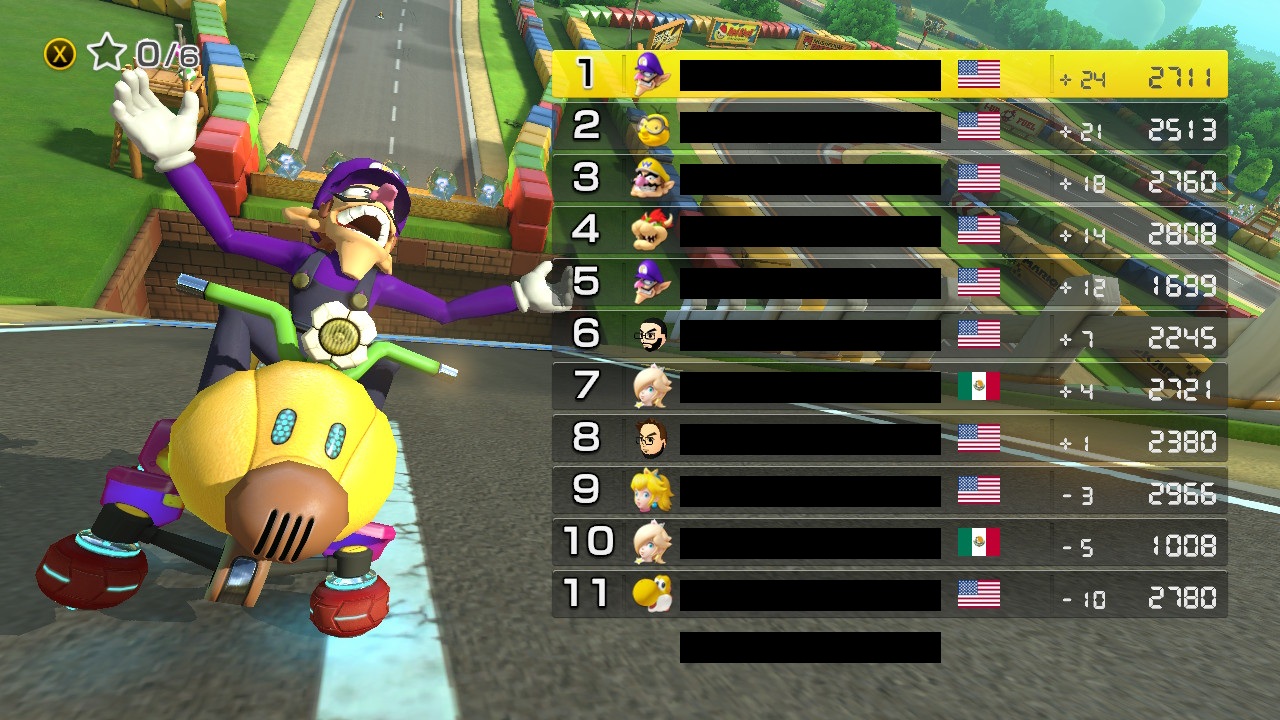 X 0/6
1 + 24 2711
2 + 21 2513
3 + 18 2760
4 + 14 2808
5 + 12 1699
6 + 7 2245
7 + 4 2721
8 + 1 2380
9 - 3 2966
10 - 5 1008
11 - 10 2780